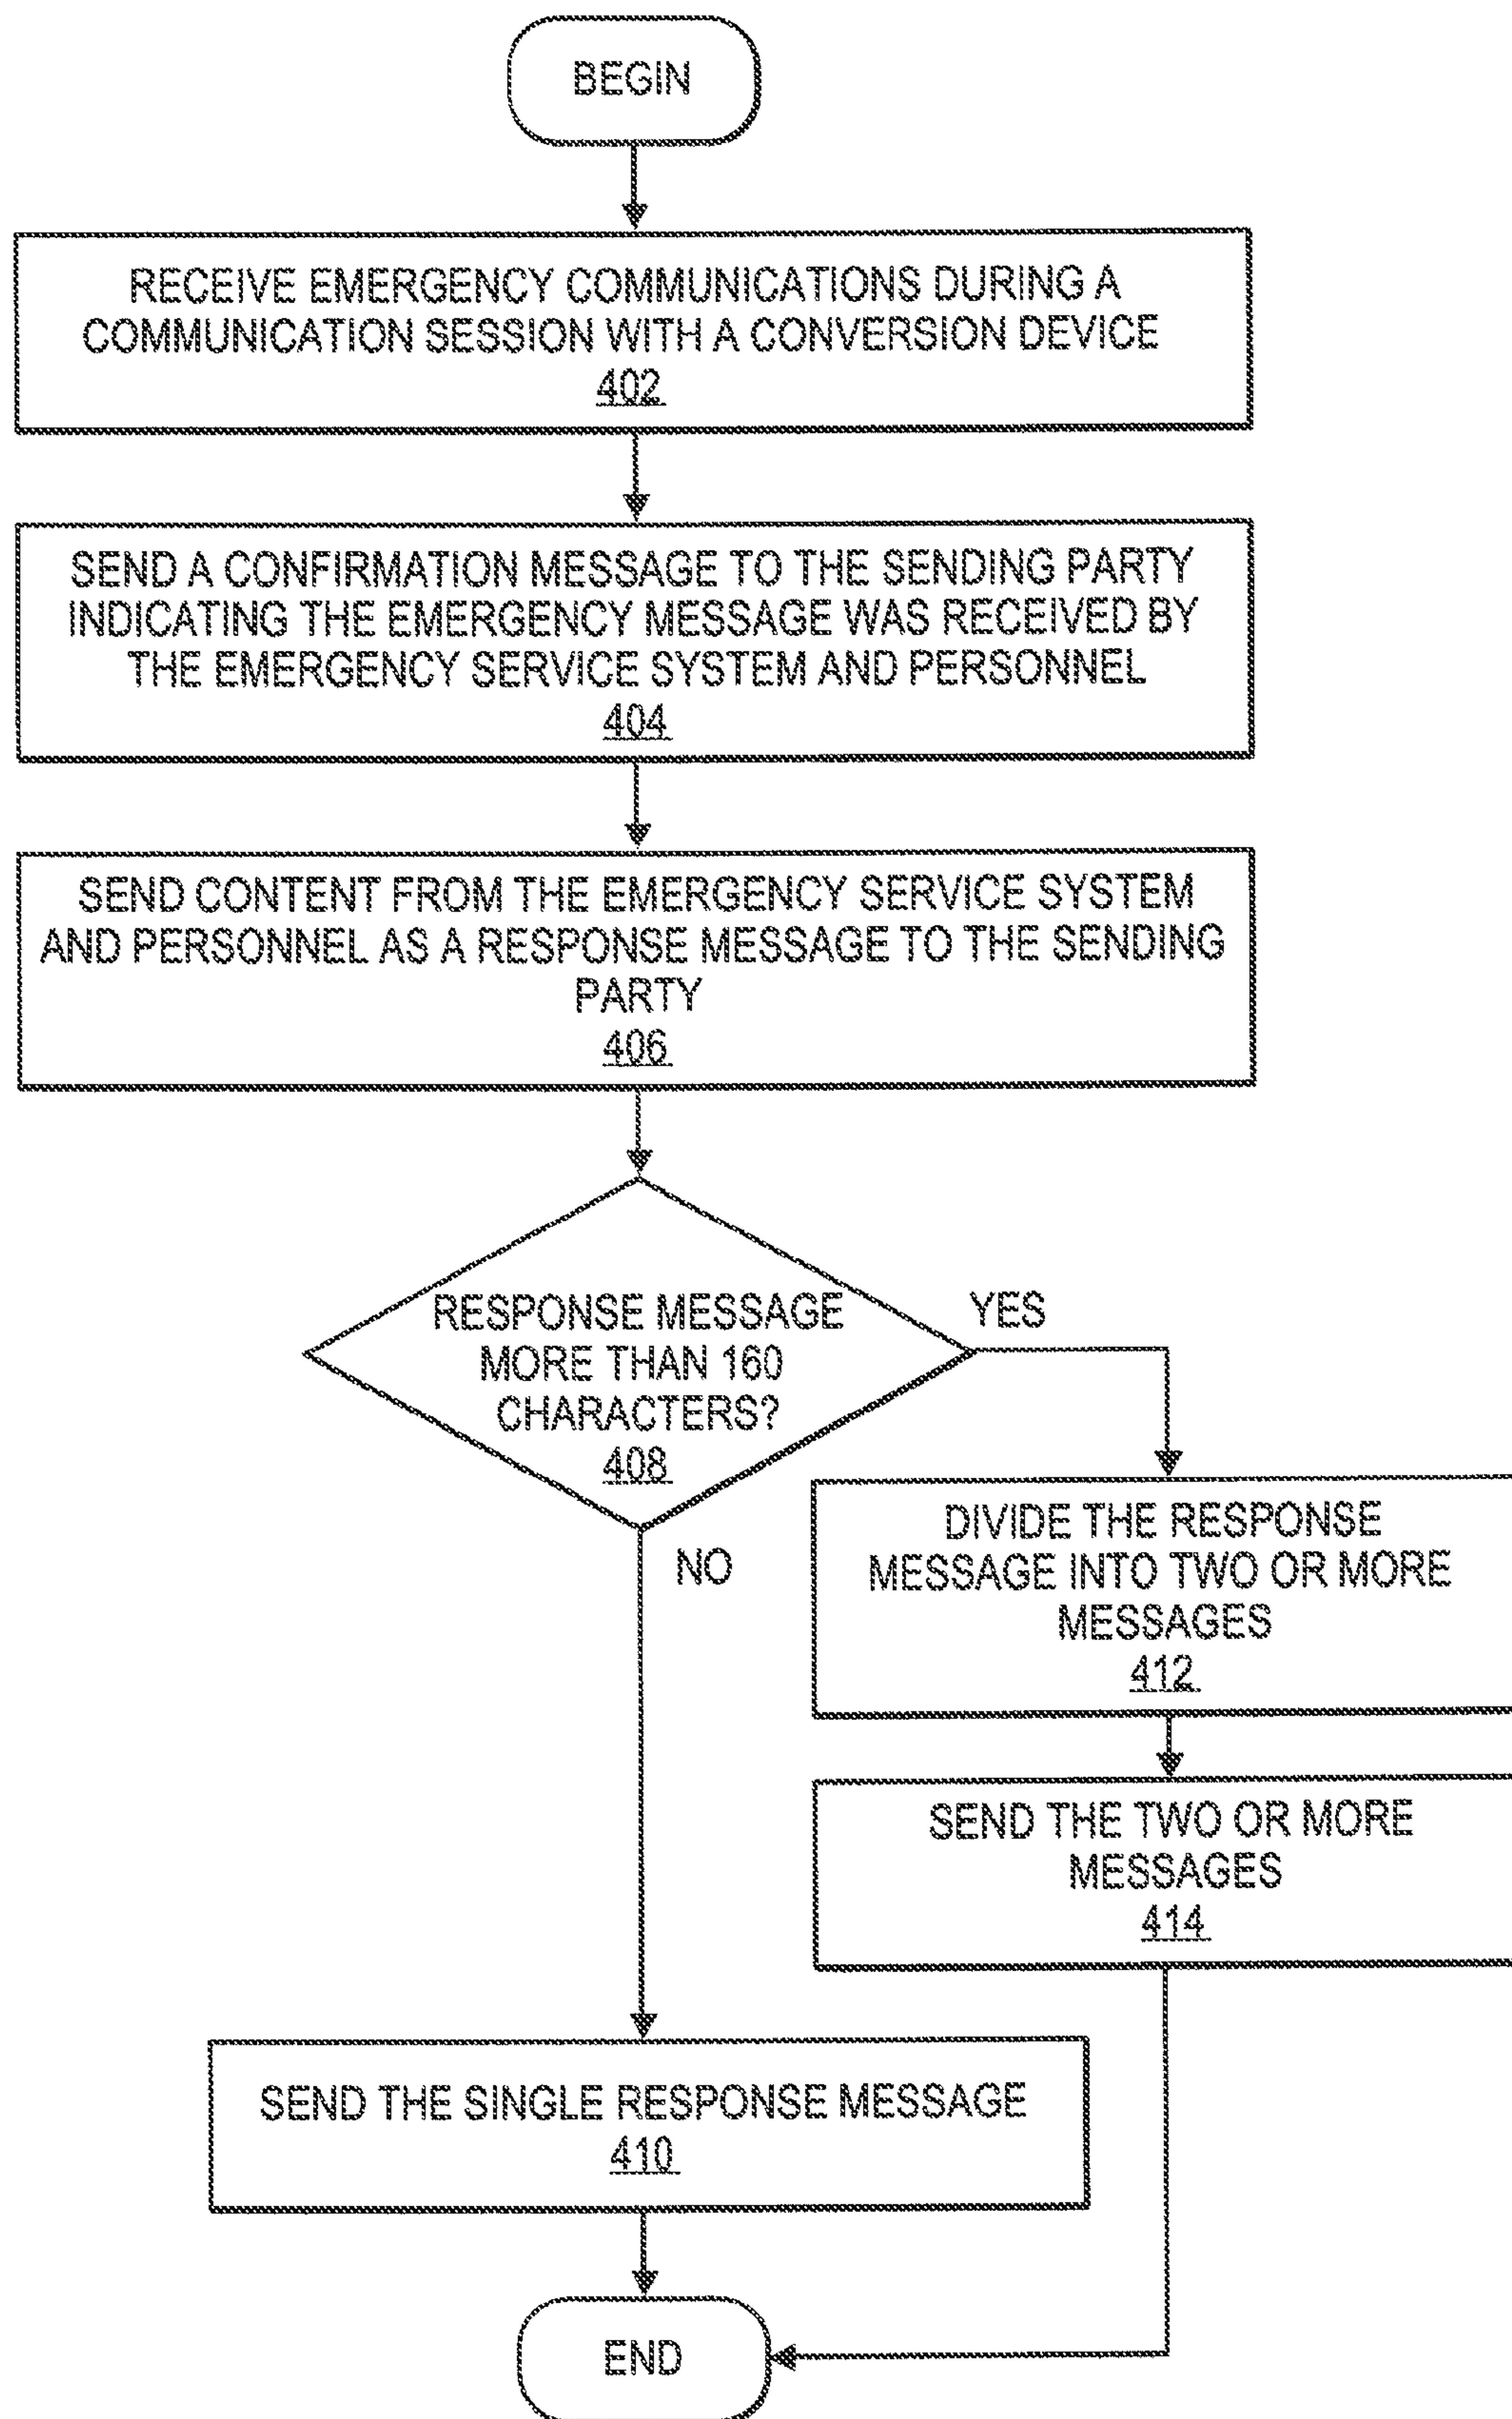 BEGIN
RECEIVE EMERGENCY COMMUNICATIONS DURING A
COMMUNICATION SESSION WITH A CONVERSION DEVICE
402
SEND A CONFIRMATION MESSAGE TO THE SENDING PARTY
INDICATING THE EMERGENCY MESSAGE WAS RECEIVED BY
THE EMERGENCY SERVICE SYSTEM AND PERSONNEL
404
SEND CONTENT FROM THE EMERGENCY SERVICE SYSTEM
AND PERSONNEL AS A RESPONSE MESSAGE TO THE SENDING
PARTY
406
RESPONSE MESSAGE
MORE THAN 160
CHARACTERS?
408
YES
NO
DIVIDE THE RESPONSE
MESSAGE INTO TWO OR MORE
MESSAGES
412
SEND THE TWO OR MORE
MESSAGES
414
SEND THE SINGLE RESPONSE MESSAGE
410
END